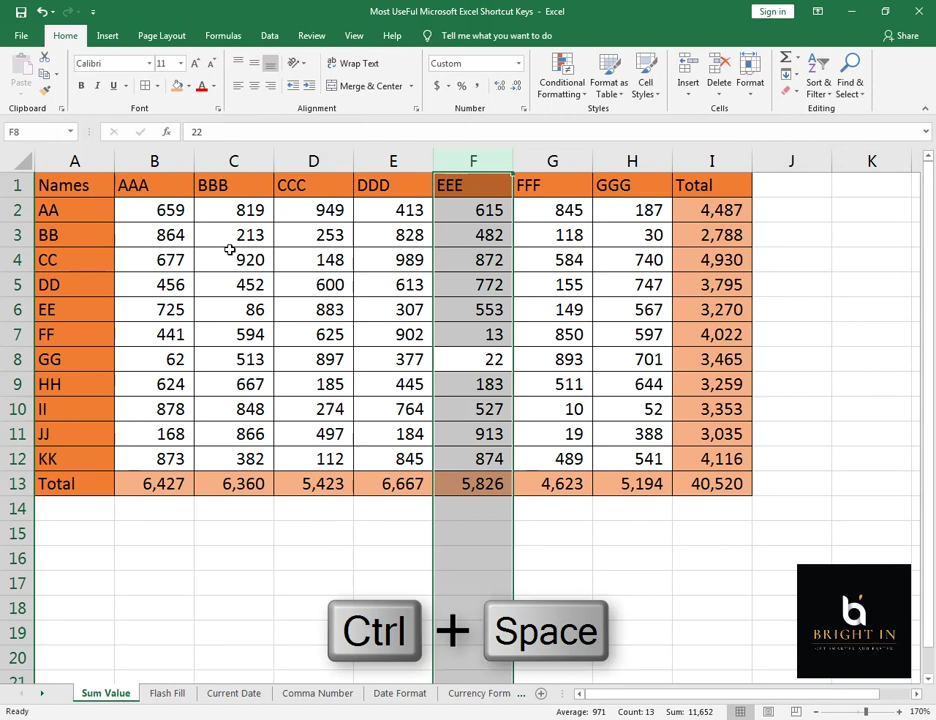 Most UseFul Microsoft Excel Shortcut Keys - Excel
Sign in
File Home Insert Page Layout Formulas Data Review View Help Tell me what you want to do Share
Calibri 11 Wrap Text Custom
Paste B I U A Merge & Center $ % , Conditional Formatting Format as Table Cell Styles Insert Delete Format Sort & Filter Find & Select
Clipboard Font Alignment Number Styles Cells Editing
F8 fx 22
A B C D E F G H I J K
1 Names AAA BBB CCC DDD EEE FFF GGG Total
2 AA 659 819 949 413 615 845 187 4,487
3 BB 864 213 253 828 482 118 30 2,788
4 CC 677 920 148 989 872 584 740 4,930
5 DD 456 452 600 613 772 155 747 3,795
6 EE 725 86 883 307 553 149 567 3,270
7 FF 441 594 625 902 13 850 597 4,022
8 GG 62 513 897 377 22 893 701 3,465
9 HH 624 667 185 445 183 511 644 3,259
10 II 878 848 274 764 527 10 52 3,353
11 JJ 168 866 497 184 913 19 388 3,035
12 KK 873 382 112 845 874 489 541 4,116
13 Total 6,427 6,360 5,423 6,667 5,826 4,623 5,194 40,520
14
15
16
17
18
19
20
21
Ctrl + Space
BRIGHT IN
Sum Value Flash Fill Current Date Comma Number Date Format Currency Form ...
Ready Average: 971 Count: 13 Sum: 11,652 170%